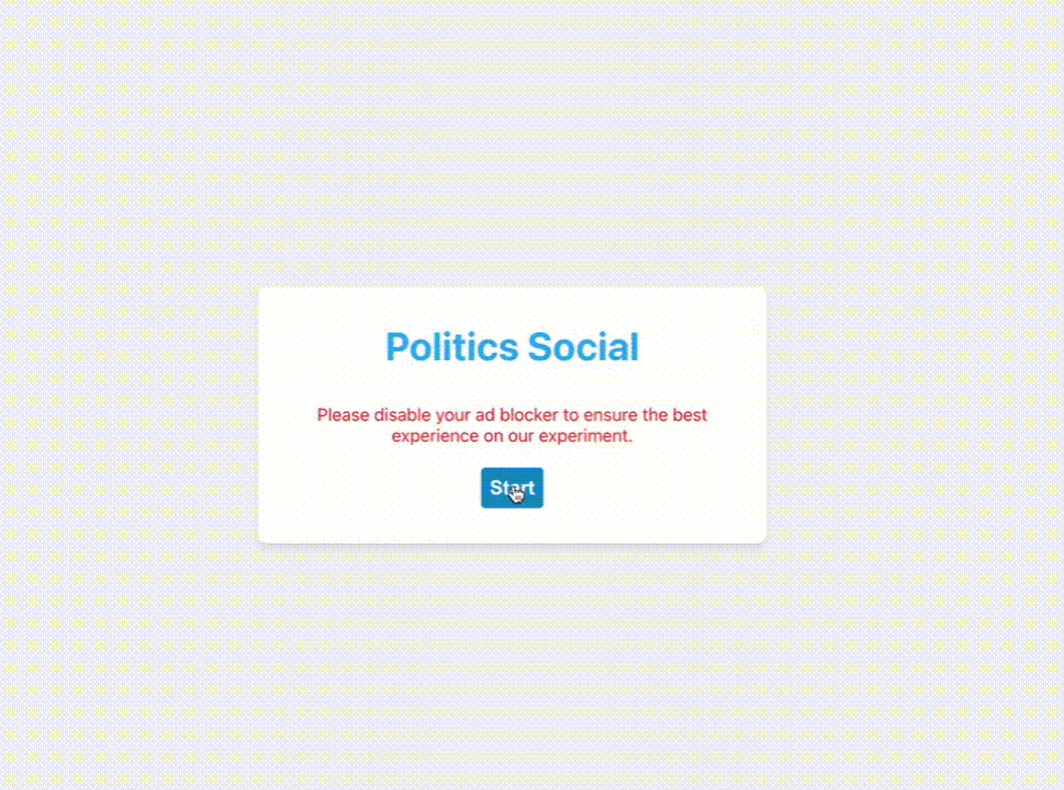 Politics Social
Please disable your ad blocker to ensure the best
experience on our experiment.
Start